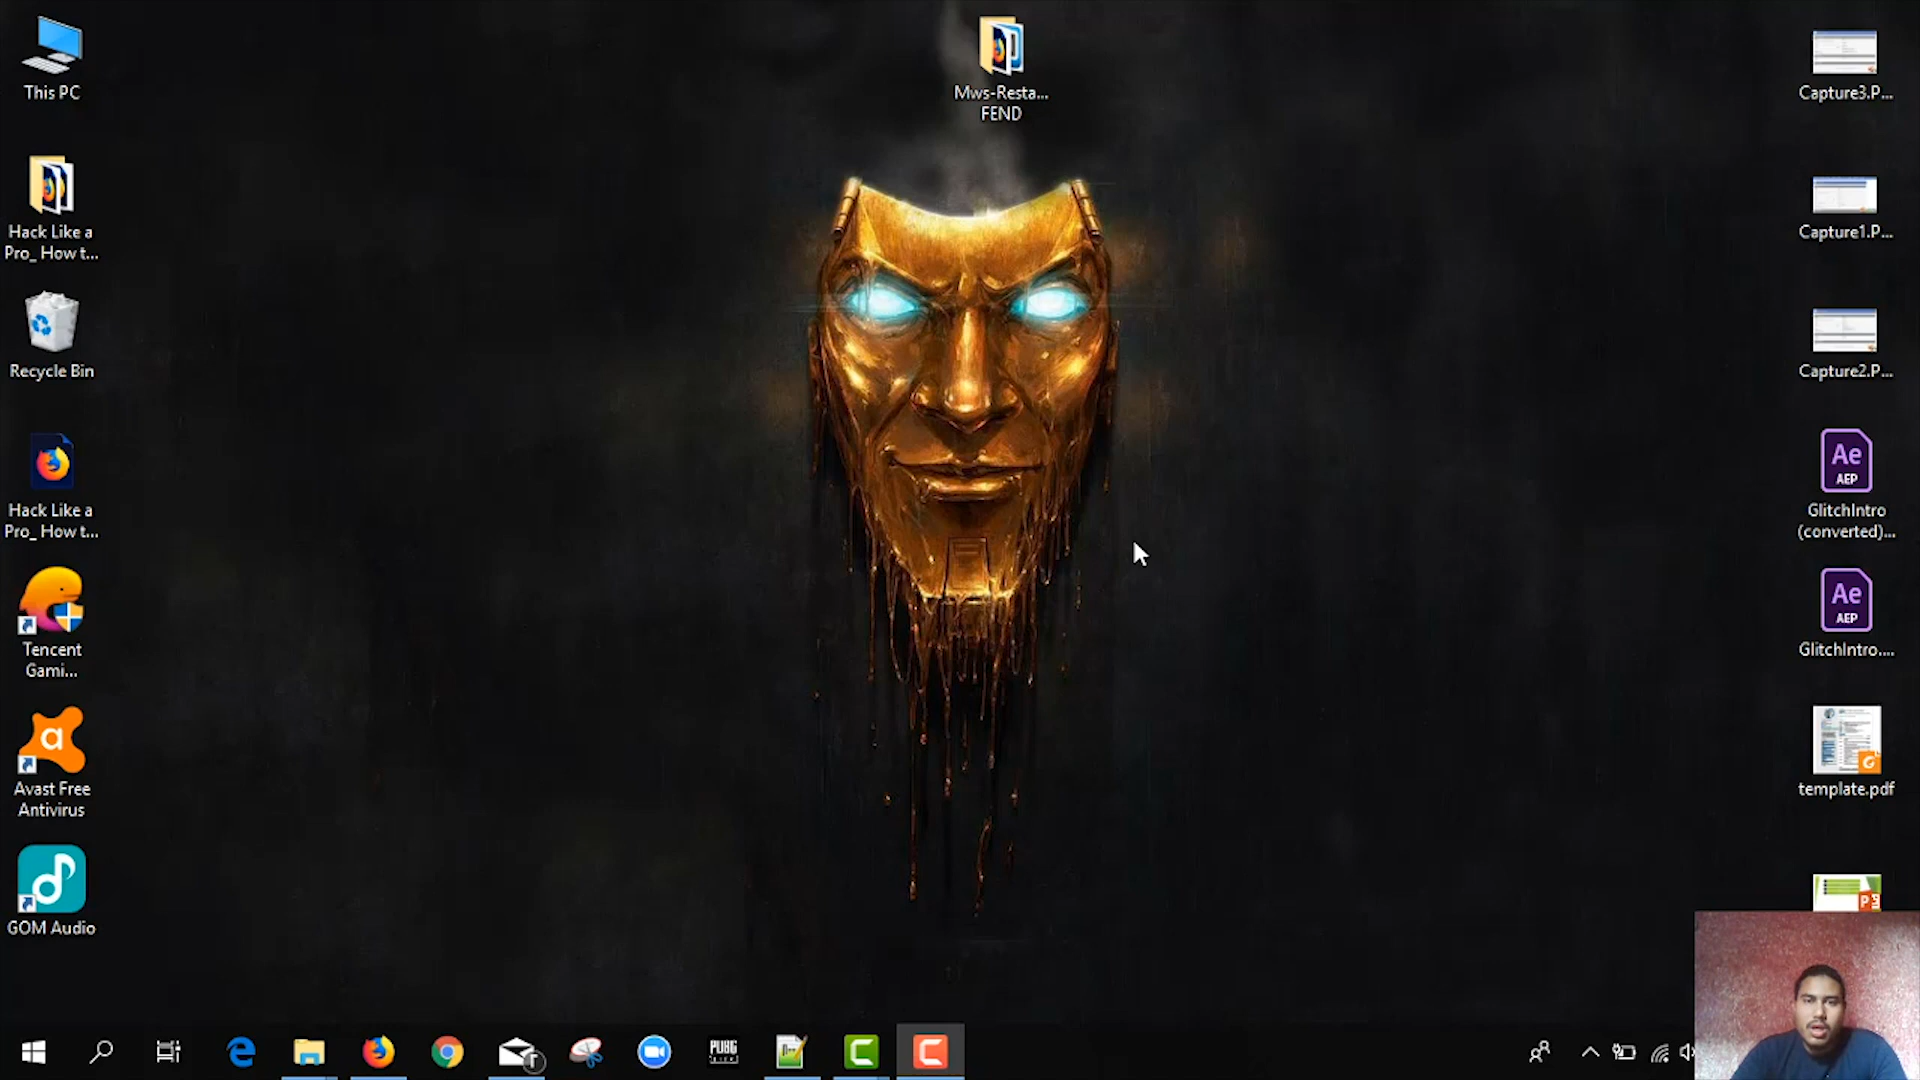 This PC
Hack Like a
Pro_ How t...
Recycle Bin
Hack Like a
Pro_ How t...
Tencent
Gami...
Avast Free
Antivirus
GOM Audio
Mws-Resta...
FEND
Capture3.P...
Capture1.P...
Capture2.P...
Ae
AEP
GlitchIntro
(converted)...
Ae
AEP
GlitchIntro....
template.pdf
PUBG